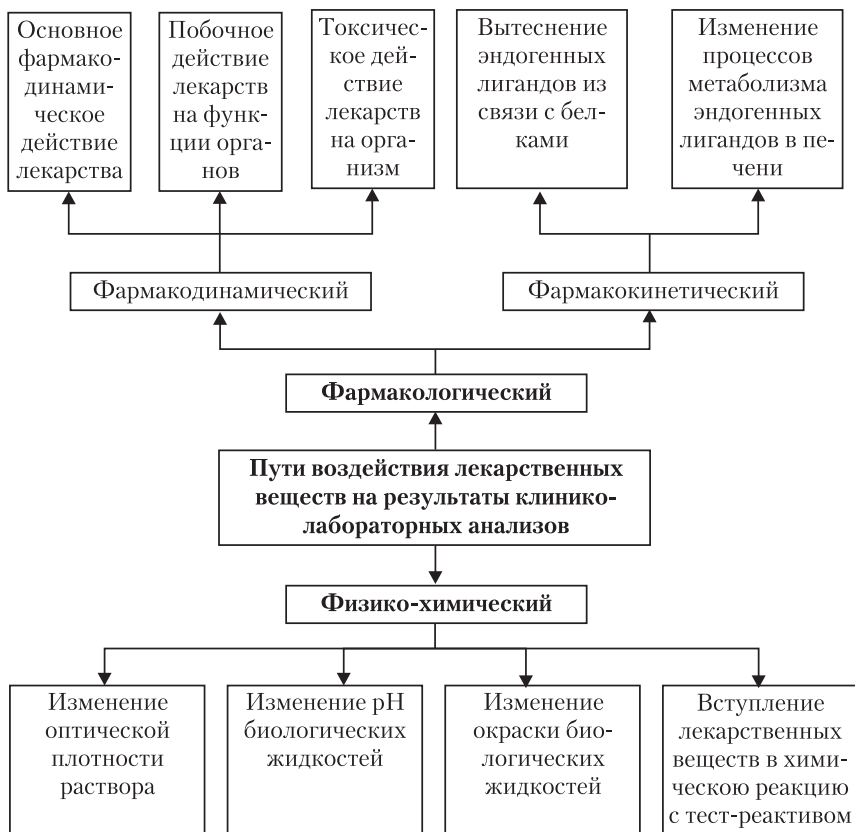 Основное
фармако-
динами-
ческое
действие
лекарства
Побочное
действие
лекарств
на функ-
ции орга-
нов
Токсичес-
кое дей-
ствие
лекарств
на орга-
низм
Вытеснение
эндогенных
лигандов из
связи с бел-
ками
Изменение
процессов
метаболизма
эндогенных
лигандов в пе-
чени
Фармакодинамический
Фармакокинетический
Фармакологический
Пути воздействия лекарственных
веществ на результаты клинико-
лабораторных анализов
Физико-химический
Изменение
оптической
плотности
раствора
Изменение pH
биологических
жидкостей
Изменение
окраски био-
логических
жидкостей
Вступление
лекарственных
веществ в хими-
ческою реакцию
с тест-реактивом